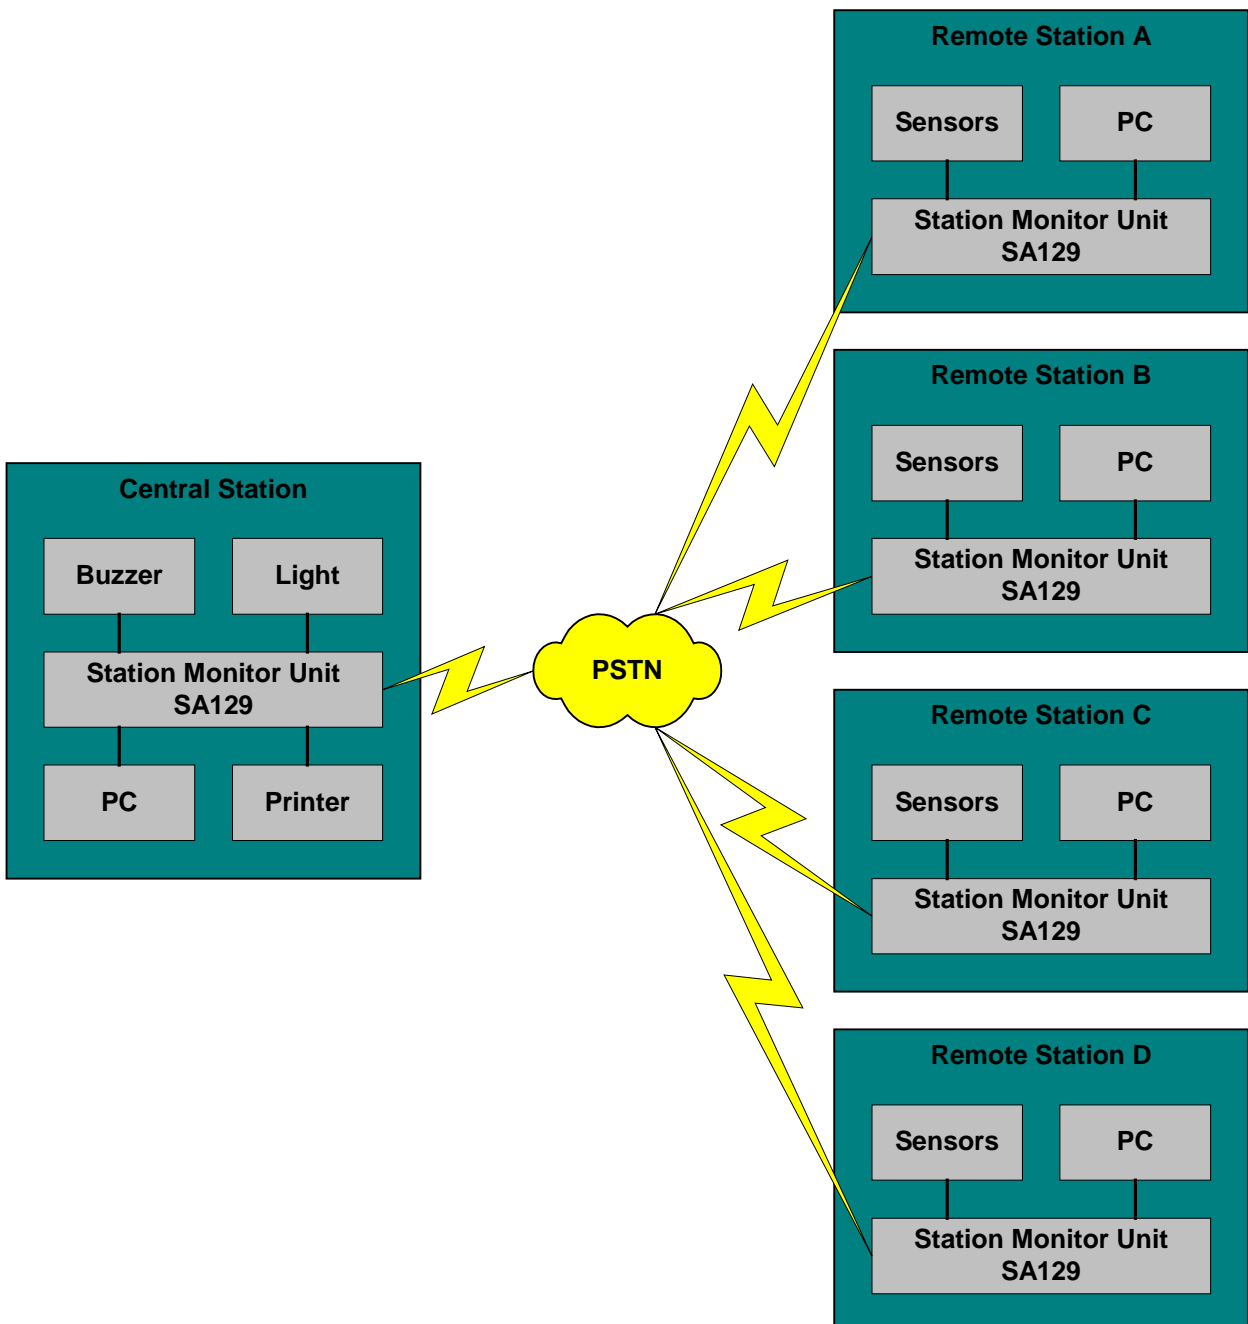 Remote Station A
Sensors
PC
Station Monitor Unit
SA129
Remote Station B
Sensors
PC
Station Monitor Unit
SA129
Central Station
Buzzer
Light
Station Monitor Unit
SA129
PC
Printer
PSTN
Remote Station C
Sensors
PC
Station Monitor Unit
SA129
Remote Station D
Sensors
PC
Station Monitor Unit
SA129